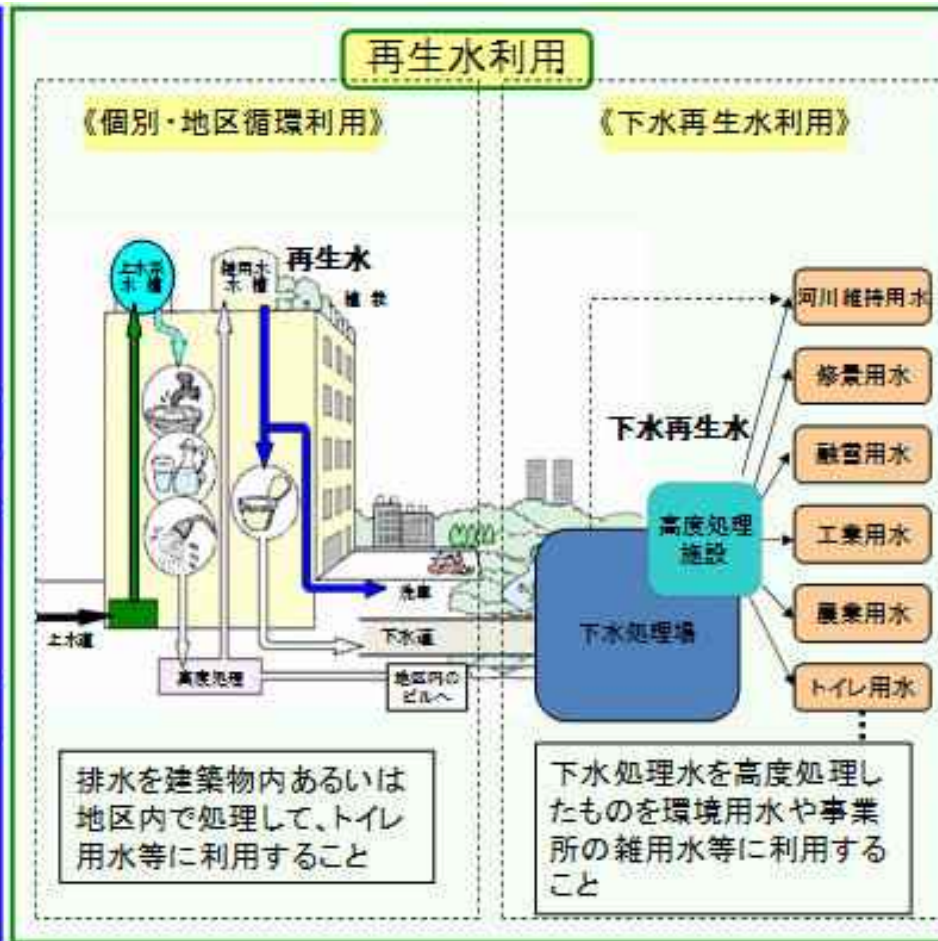 再生水利用
《個別・地区循環利用》
上水系
水槽
雑用水
水槽
再生水
植栽
上水道
洗車
下水道
高度処理
地区内の
ビルへ
排水を建築物内あるいは
地区内で処理して、トイレ
用水等に利用すること
《下水再生水利用》
下水再生水
高度処理
施設
下水処理場
河川維持用水
修景用水
融雪用水
工業用水
農業用水
トイレ用水
下水処理水を高度処理し
たものを環境用水や事業
所の雑用水等に利用する
こと